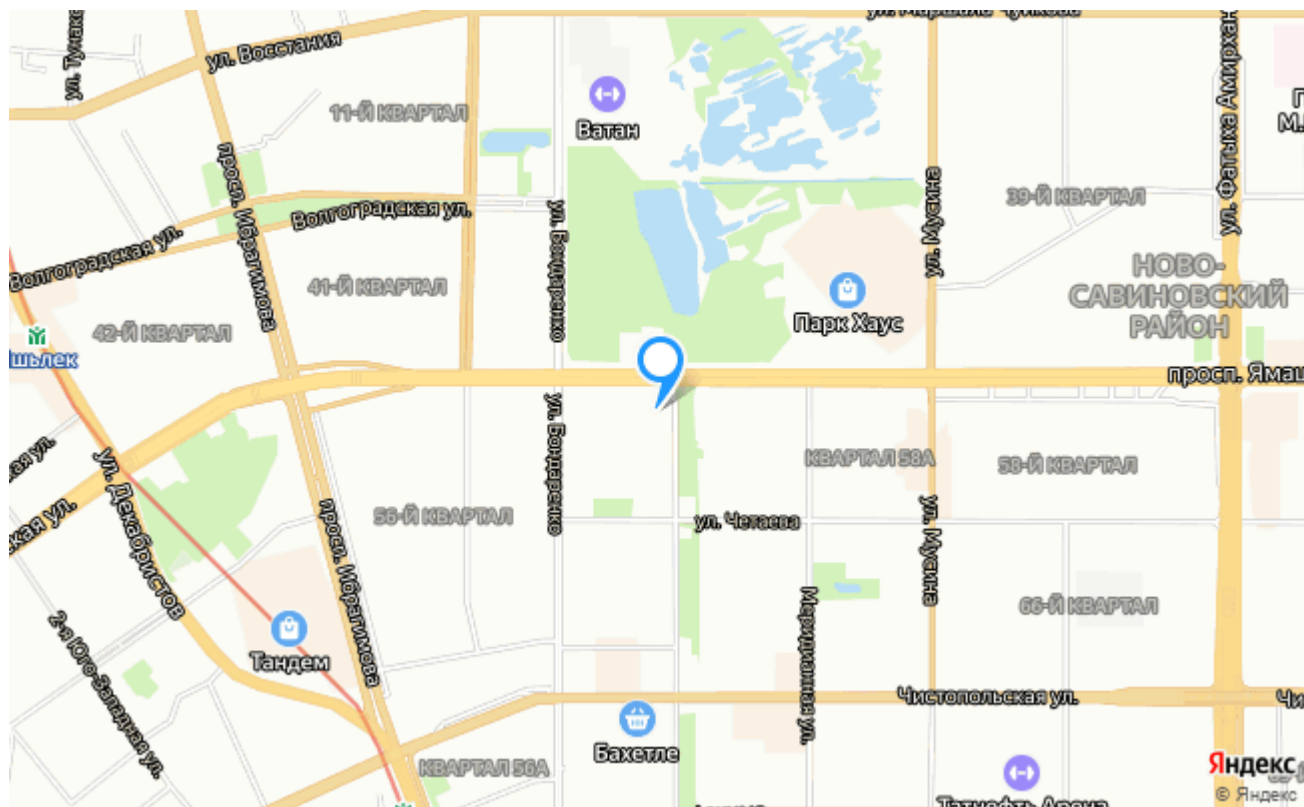 ул. Восстания
11-Й КВАРТАЛ
Ватан
просп. Ибрагимова
Волгоградская ул.
Волгоградская ул.
ул. Бондаренко
ул. Мусина
39-Й КВАРТАЛ
ул. Фатыха Амирхан
41-Й КВАРТАЛ
42-Й КВАРТАЛ
НОВО-
САВИНОВСКИЙ
РАЙОН
Парк Хаус
просп. Ямаш
ул. Бондаренко
КВАРТАЛ 58А
58-Й КВАРТАЛ
ул. Декабристов
просп. Ибрагимова
56-Й КВАРТАЛ
ул. Четаева
ул. Мусина
66-Й КВАРТАЛ
Меридианная ул.
2-я Юго-Западная ул.
Тандем
Чистопольская ул.
Бахетле
КВАРТАЛ 56А
Татнефть Арена
Яндекс
© Яндекс